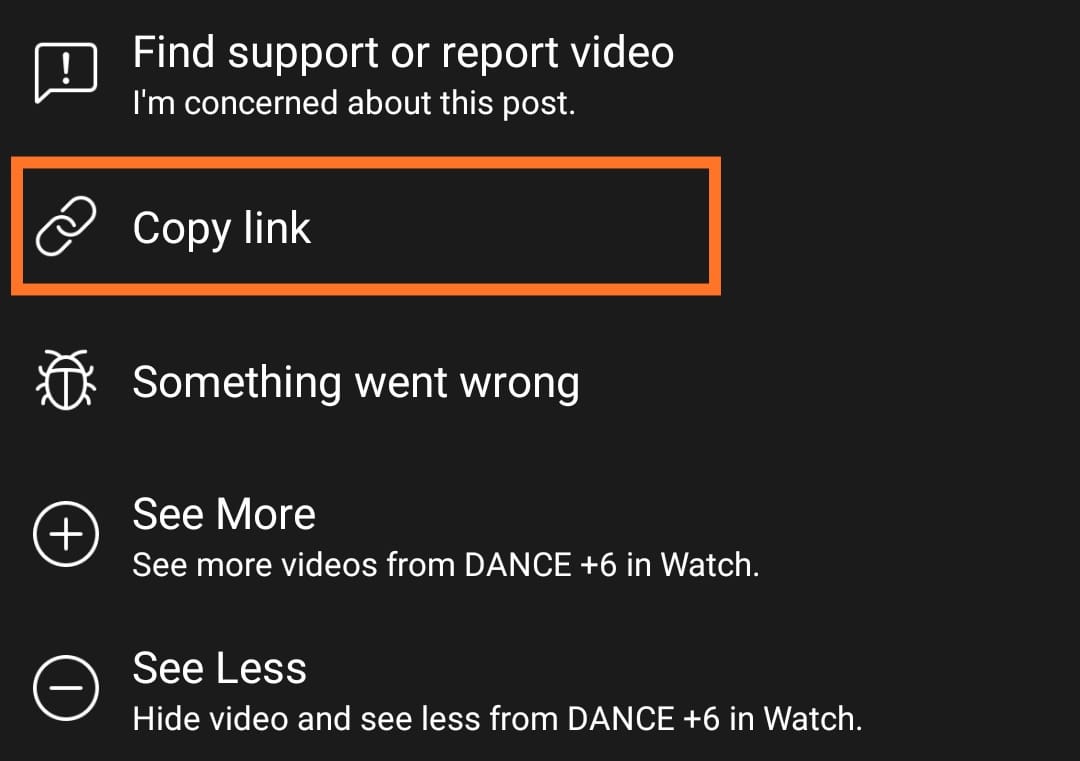 Find support or report video
I'm concerned about this post.
Copy link
Something went wrong
See More
See more videos from DANCE +6 in Watch.
See Less
Hide video and see less from DANCE +6 in Watch.